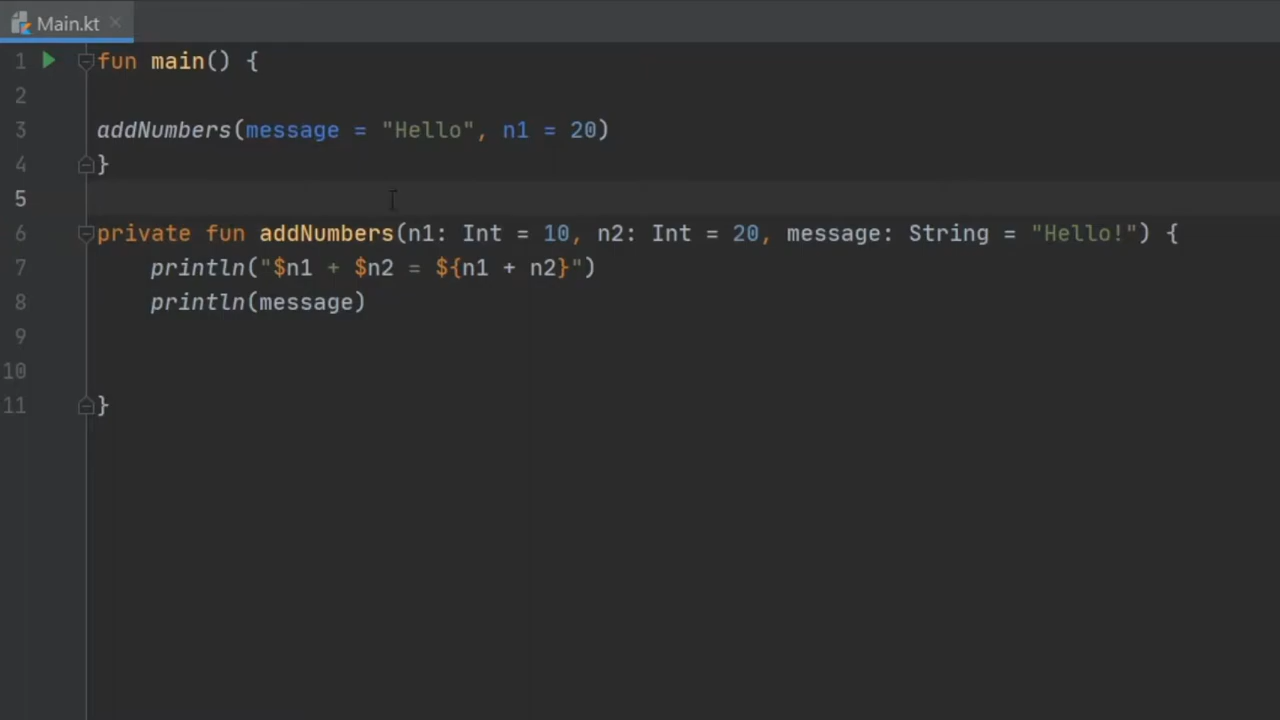 Main.kt
1 fun main() {
2
3 addNumbers(message = "Hello", n1 = 20)
4 }
5
6 private fun addNumbers(n1: Int = 10, n2: Int = 20, message: String = "Hello!") {
7 println("$n1 + $n2 = ${n1 + n2}")
8 println(message)
9
10
11 }